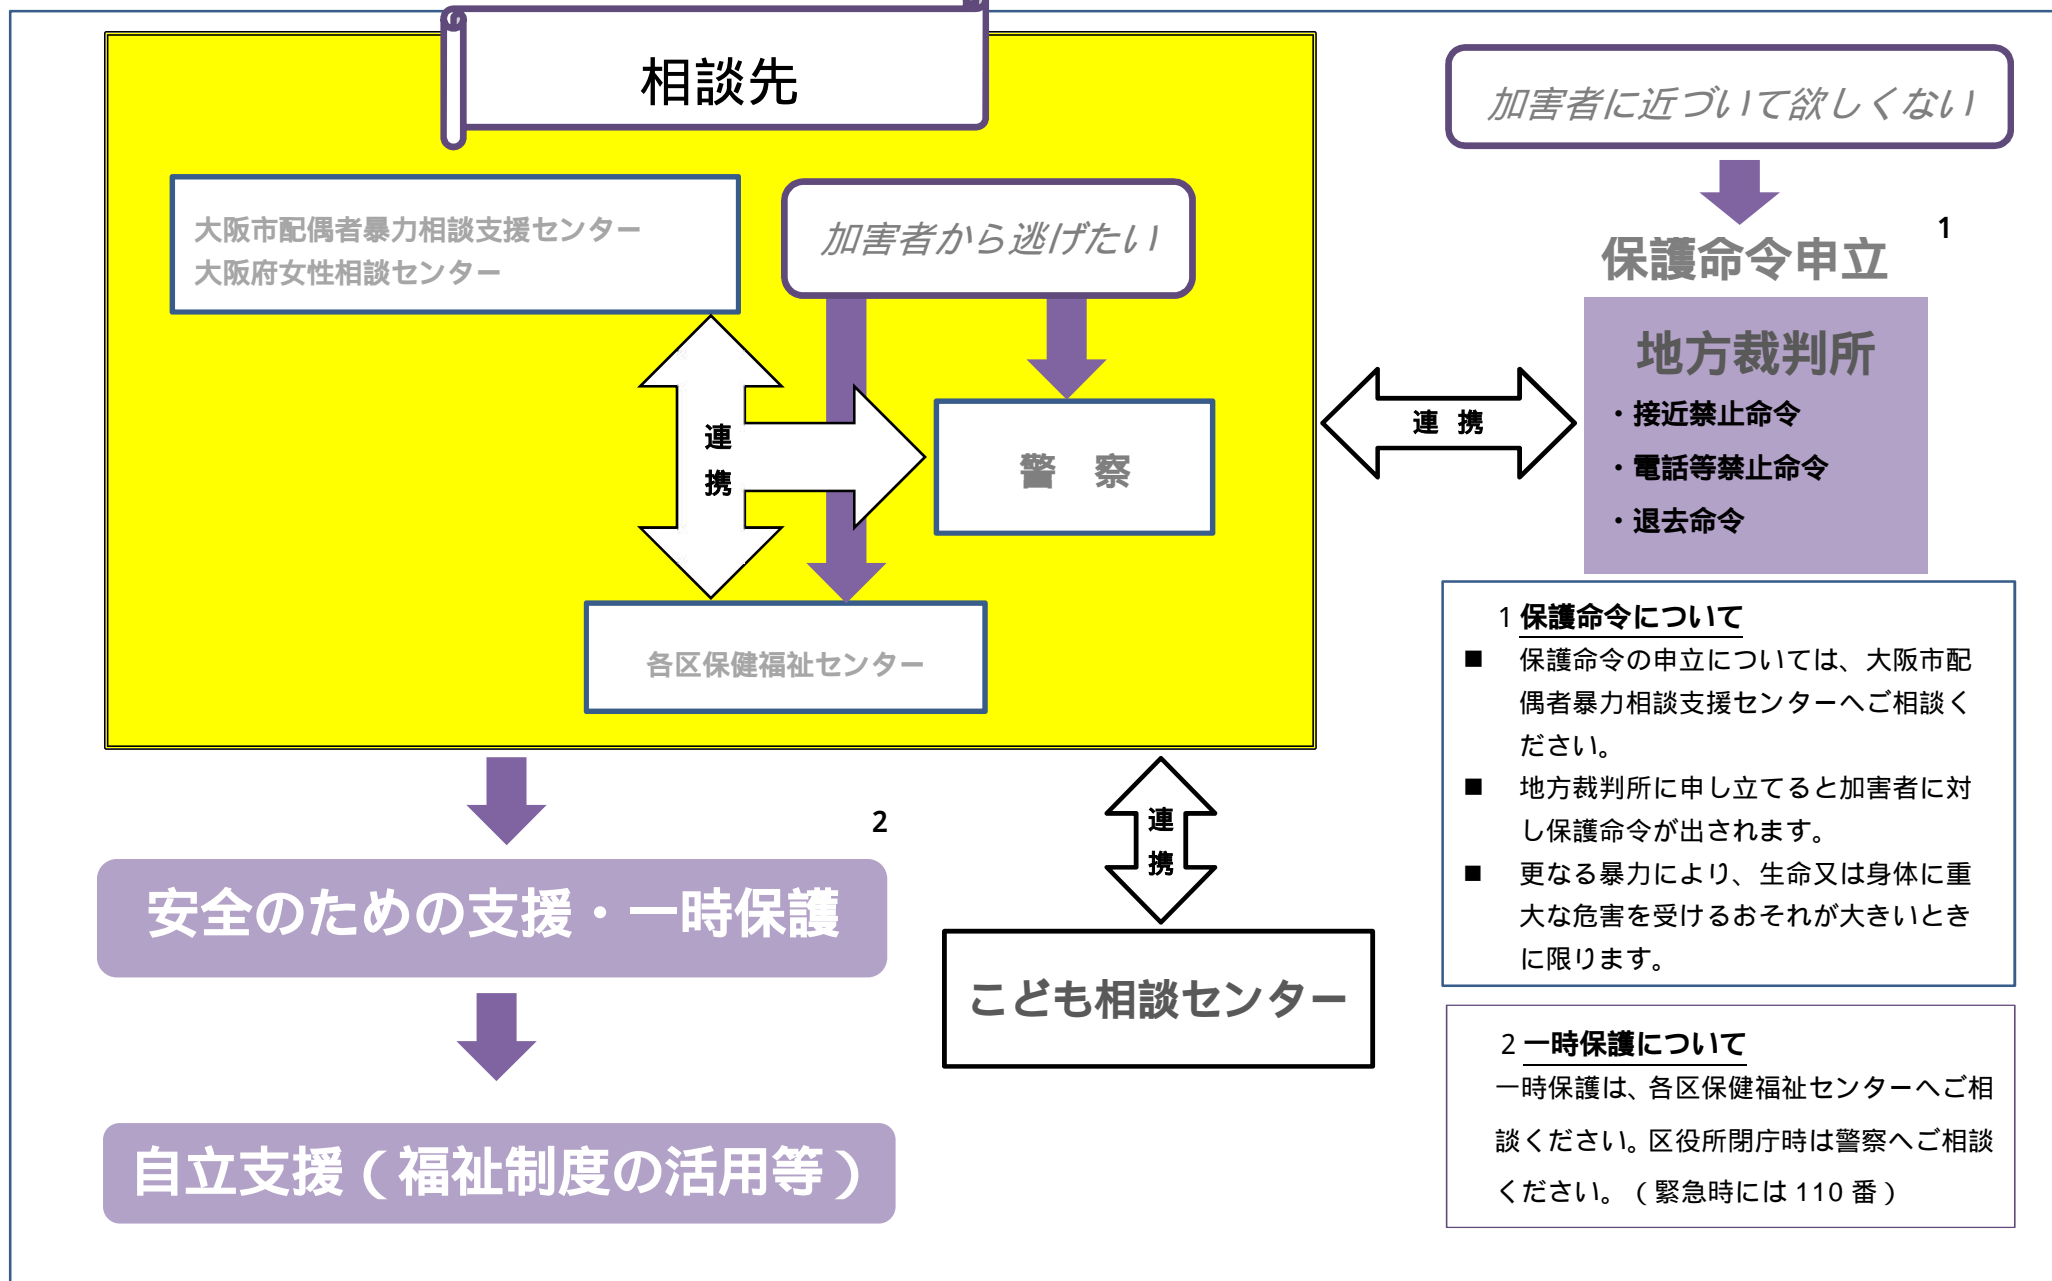 相談先
大阪市配偶者暴力相談支援センター
大阪府女性相談センター
加害者から逃げたい
連
携
警 察
各区保健福祉センター
加害者に近づいて欲しくない
1
保護命令申立
地方裁判所
・接近禁止命令
・電話等禁止命令
・退去命令
連 携
1 保護命令について
■ 保護命令の申立については、大阪市配
偶者暴力相談支援センターへご相談く
ださい。
■ 地方裁判所に申し立てると加害者に対
し保護命令が出されます。
■ 更なる暴力により、生命又は身体に重
大な危害を受けるおそれが大きいとき
に限ります。
2
安全のための支援・一時保護
連
携
こども相談センター
自立支援（福祉制度の活用等）
2 一時保護について
一時保護は、各区保健福祉センターへご相
談ください。区役所閉庁時は警察へご相談
ください。（緊急時には 110 番）